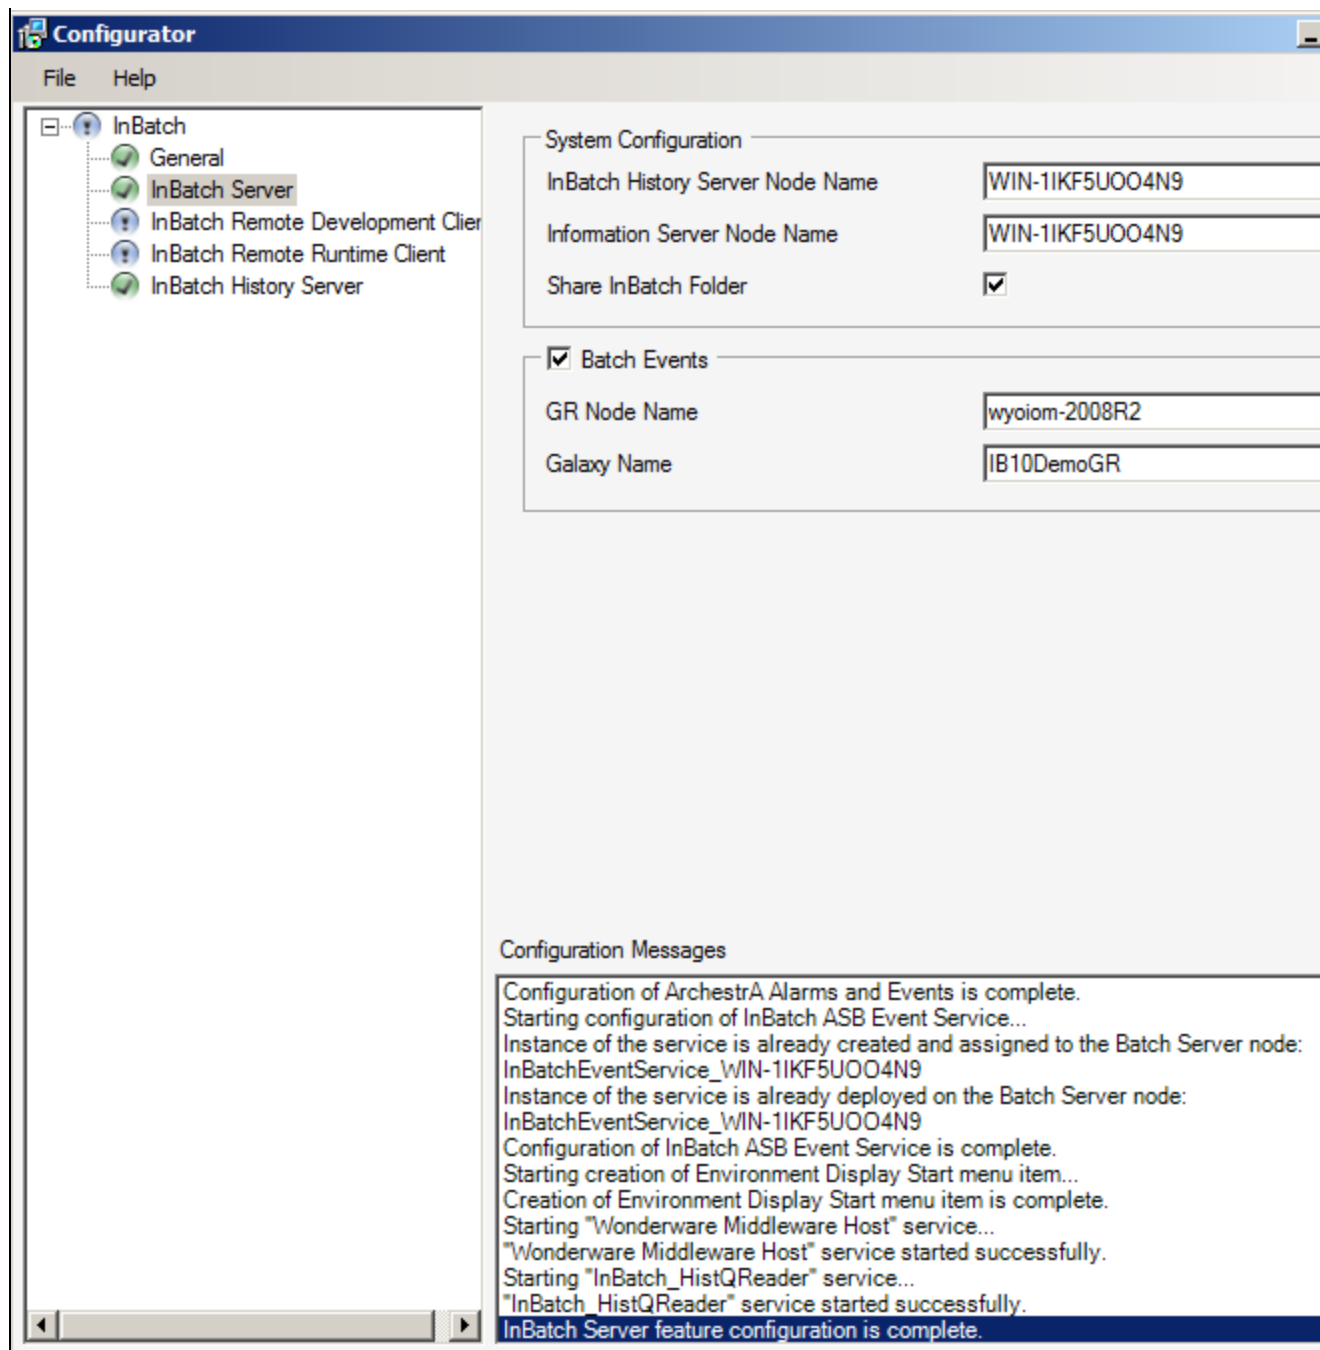 Configurator
File Help
InBatch
General
InBatch Server
InBatch Remote Development Clier
InBatch Remote Runtime Client
InBatch History Server
System Configuration
InBatch History Server Node Name WIN-1IKF5UOO4N9
Information Server Node Name WIN-1IKF5UOO4N9
Share InBatch Folder
Batch Events
GR Node Name wyoiom-2008R2
Galaxy Name IB10DemoGR
Configuration Messages
Configuration of ArchestrA Alarms and Events is complete.
Starting configuration of InBatch ASB Event Service...
Instance of the service is already created and assigned to the Batch Server node:
InBatchEventService_WIN-1IKF5UOO4N9
Instance of the service is already deployed on the Batch Server node:
InBatchEventService_WIN-1IKF5UOO4N9
Configuration of InBatch ASB Event Service is complete.
Starting creation of Environment Display Start menu item...
Creation of Environment Display Start menu item is complete.
Starting "Wonderware Middleware Host" service...
"Wonderware Middleware Host" service started successfully.
Starting "InBatch_HistQReader" service...
"InBatch_HistQReader" service started successfully.
InBatch Server feature configuration is complete.